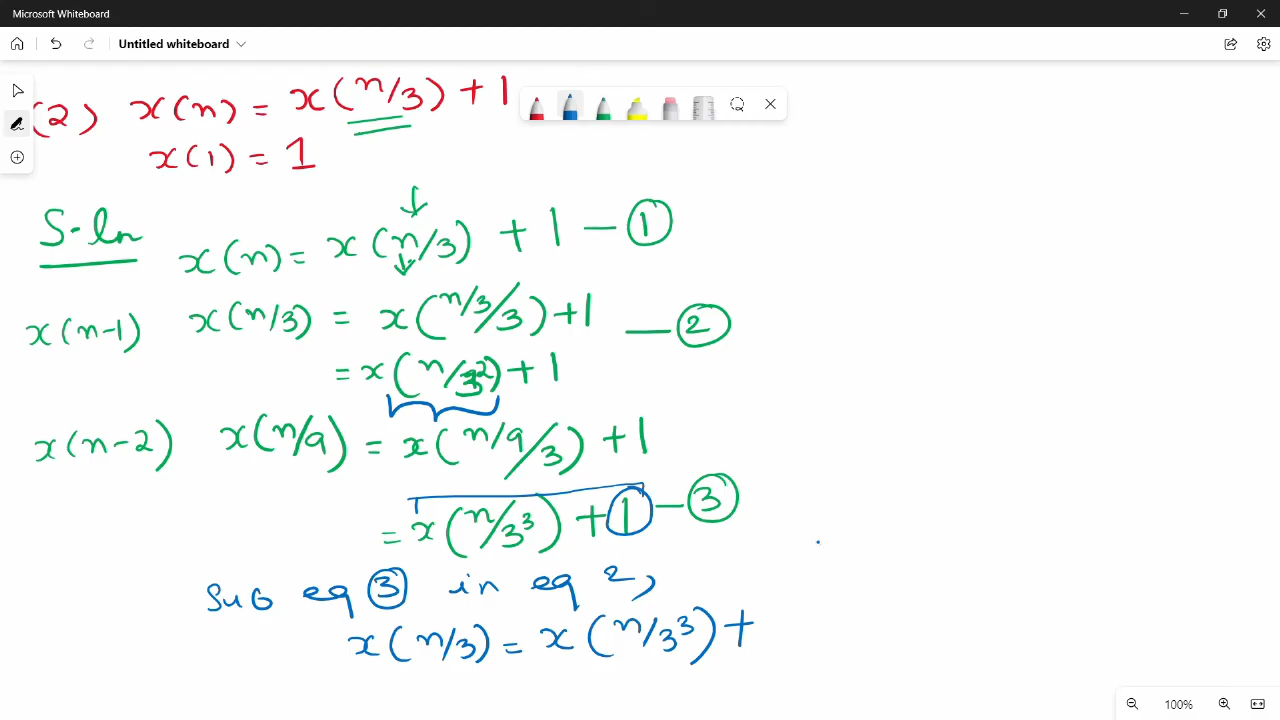 Microsoft Whiteboard
Untitled whiteboard
(2) x(n) = x(n/3) + 1
x(1) = 1
Soln
x(n) = x(n/3) + 1 — ①
x(n-1) x(n/3) = x(n/3/3) + 1 — ②
= x(n/3²) + 1
x(n-2) x(n/9) = x(n/9/3) + 1
= x(n/3³) + 1 — ③
Sub eq ③ in eq 2,
x(n/3) = x(n/3³) +
100%